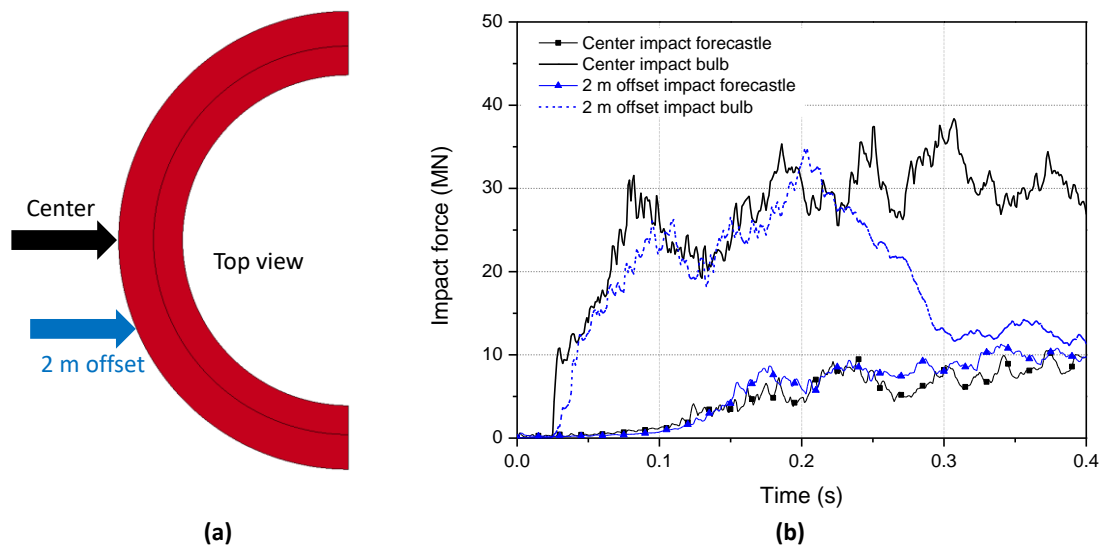 Center
Top view
2 m offset
(a)
Center impact forecastle
Center impact bulb
2 m offset impact forecastle
2 m offset impact bulb
Impact force (MN)
50
40
30
20
10
0
0.0 0.1 0.2 0.3 0.4
Time (s)
(b)